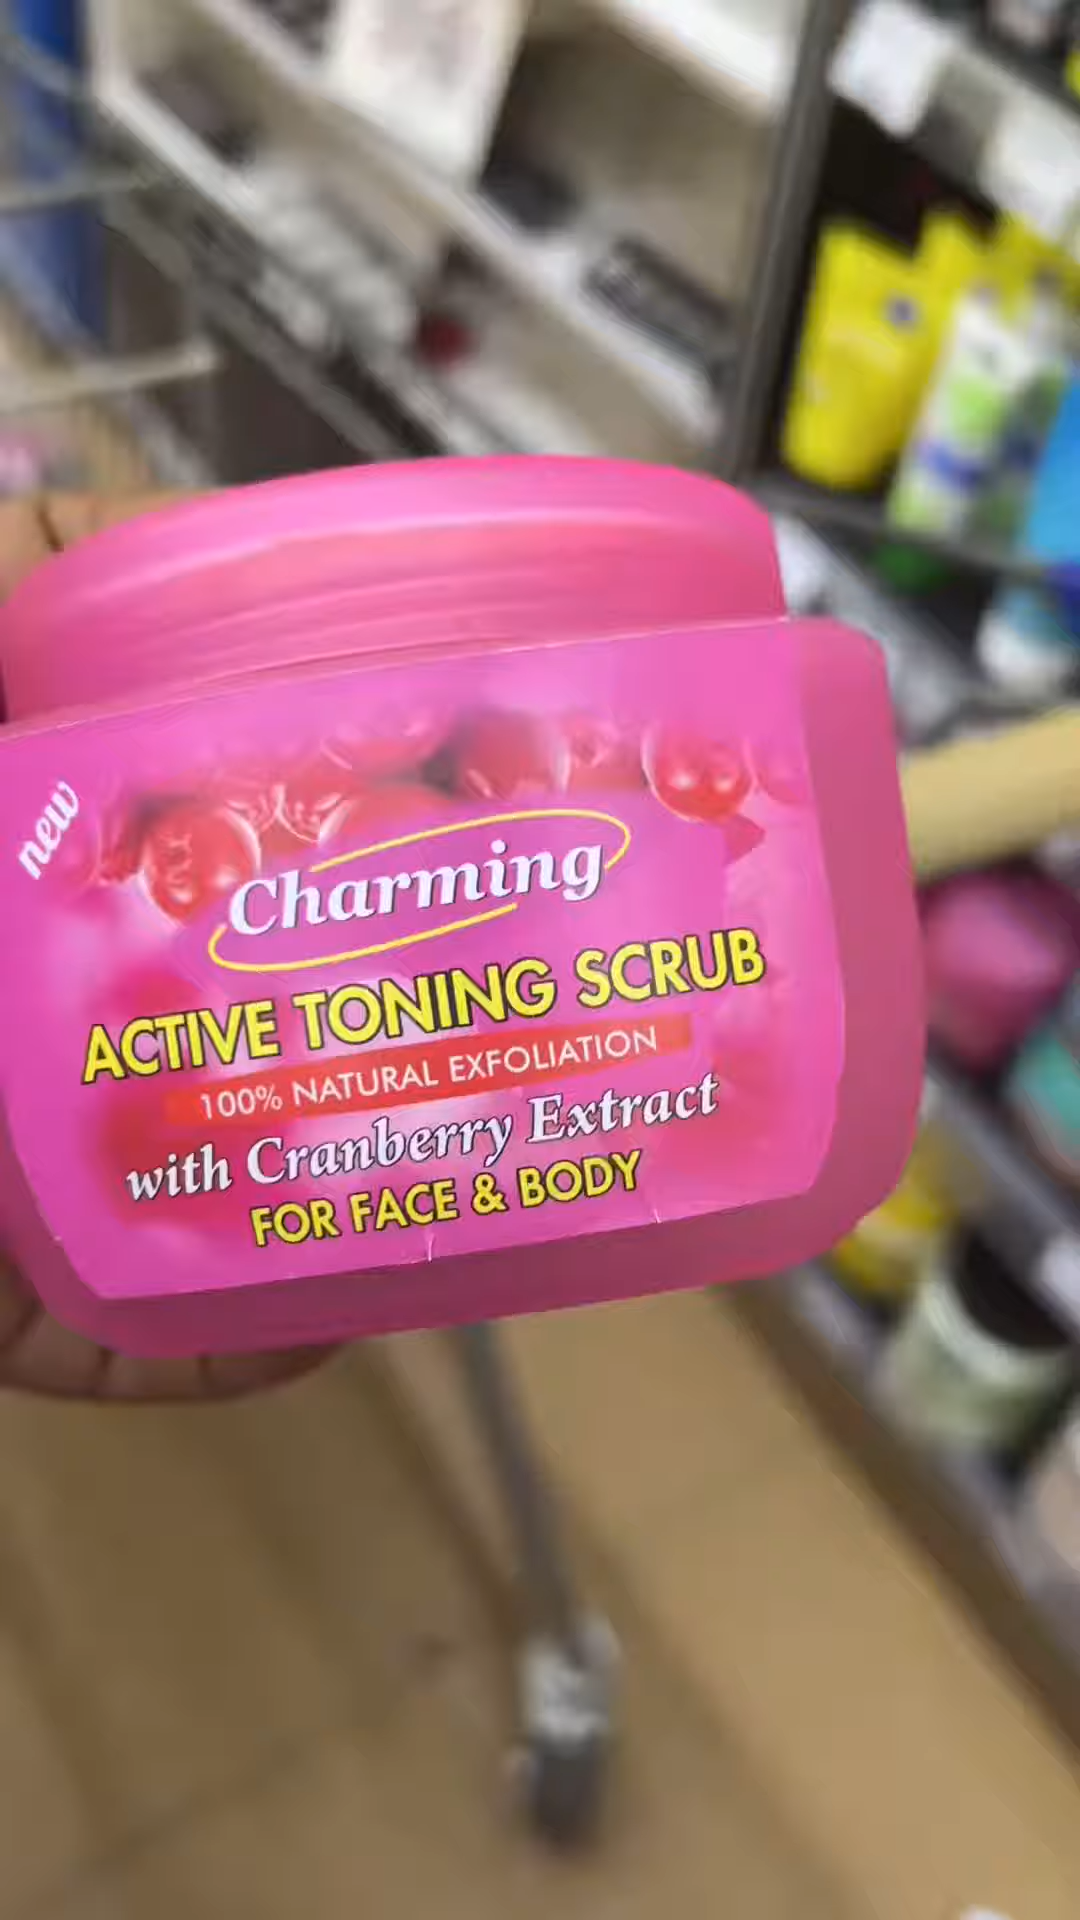 new
Charming
ACTIVE TONING SCRUB
100% NATURAL EXFOLIATION
with Cranberry Extract
FOR FACE & BODY